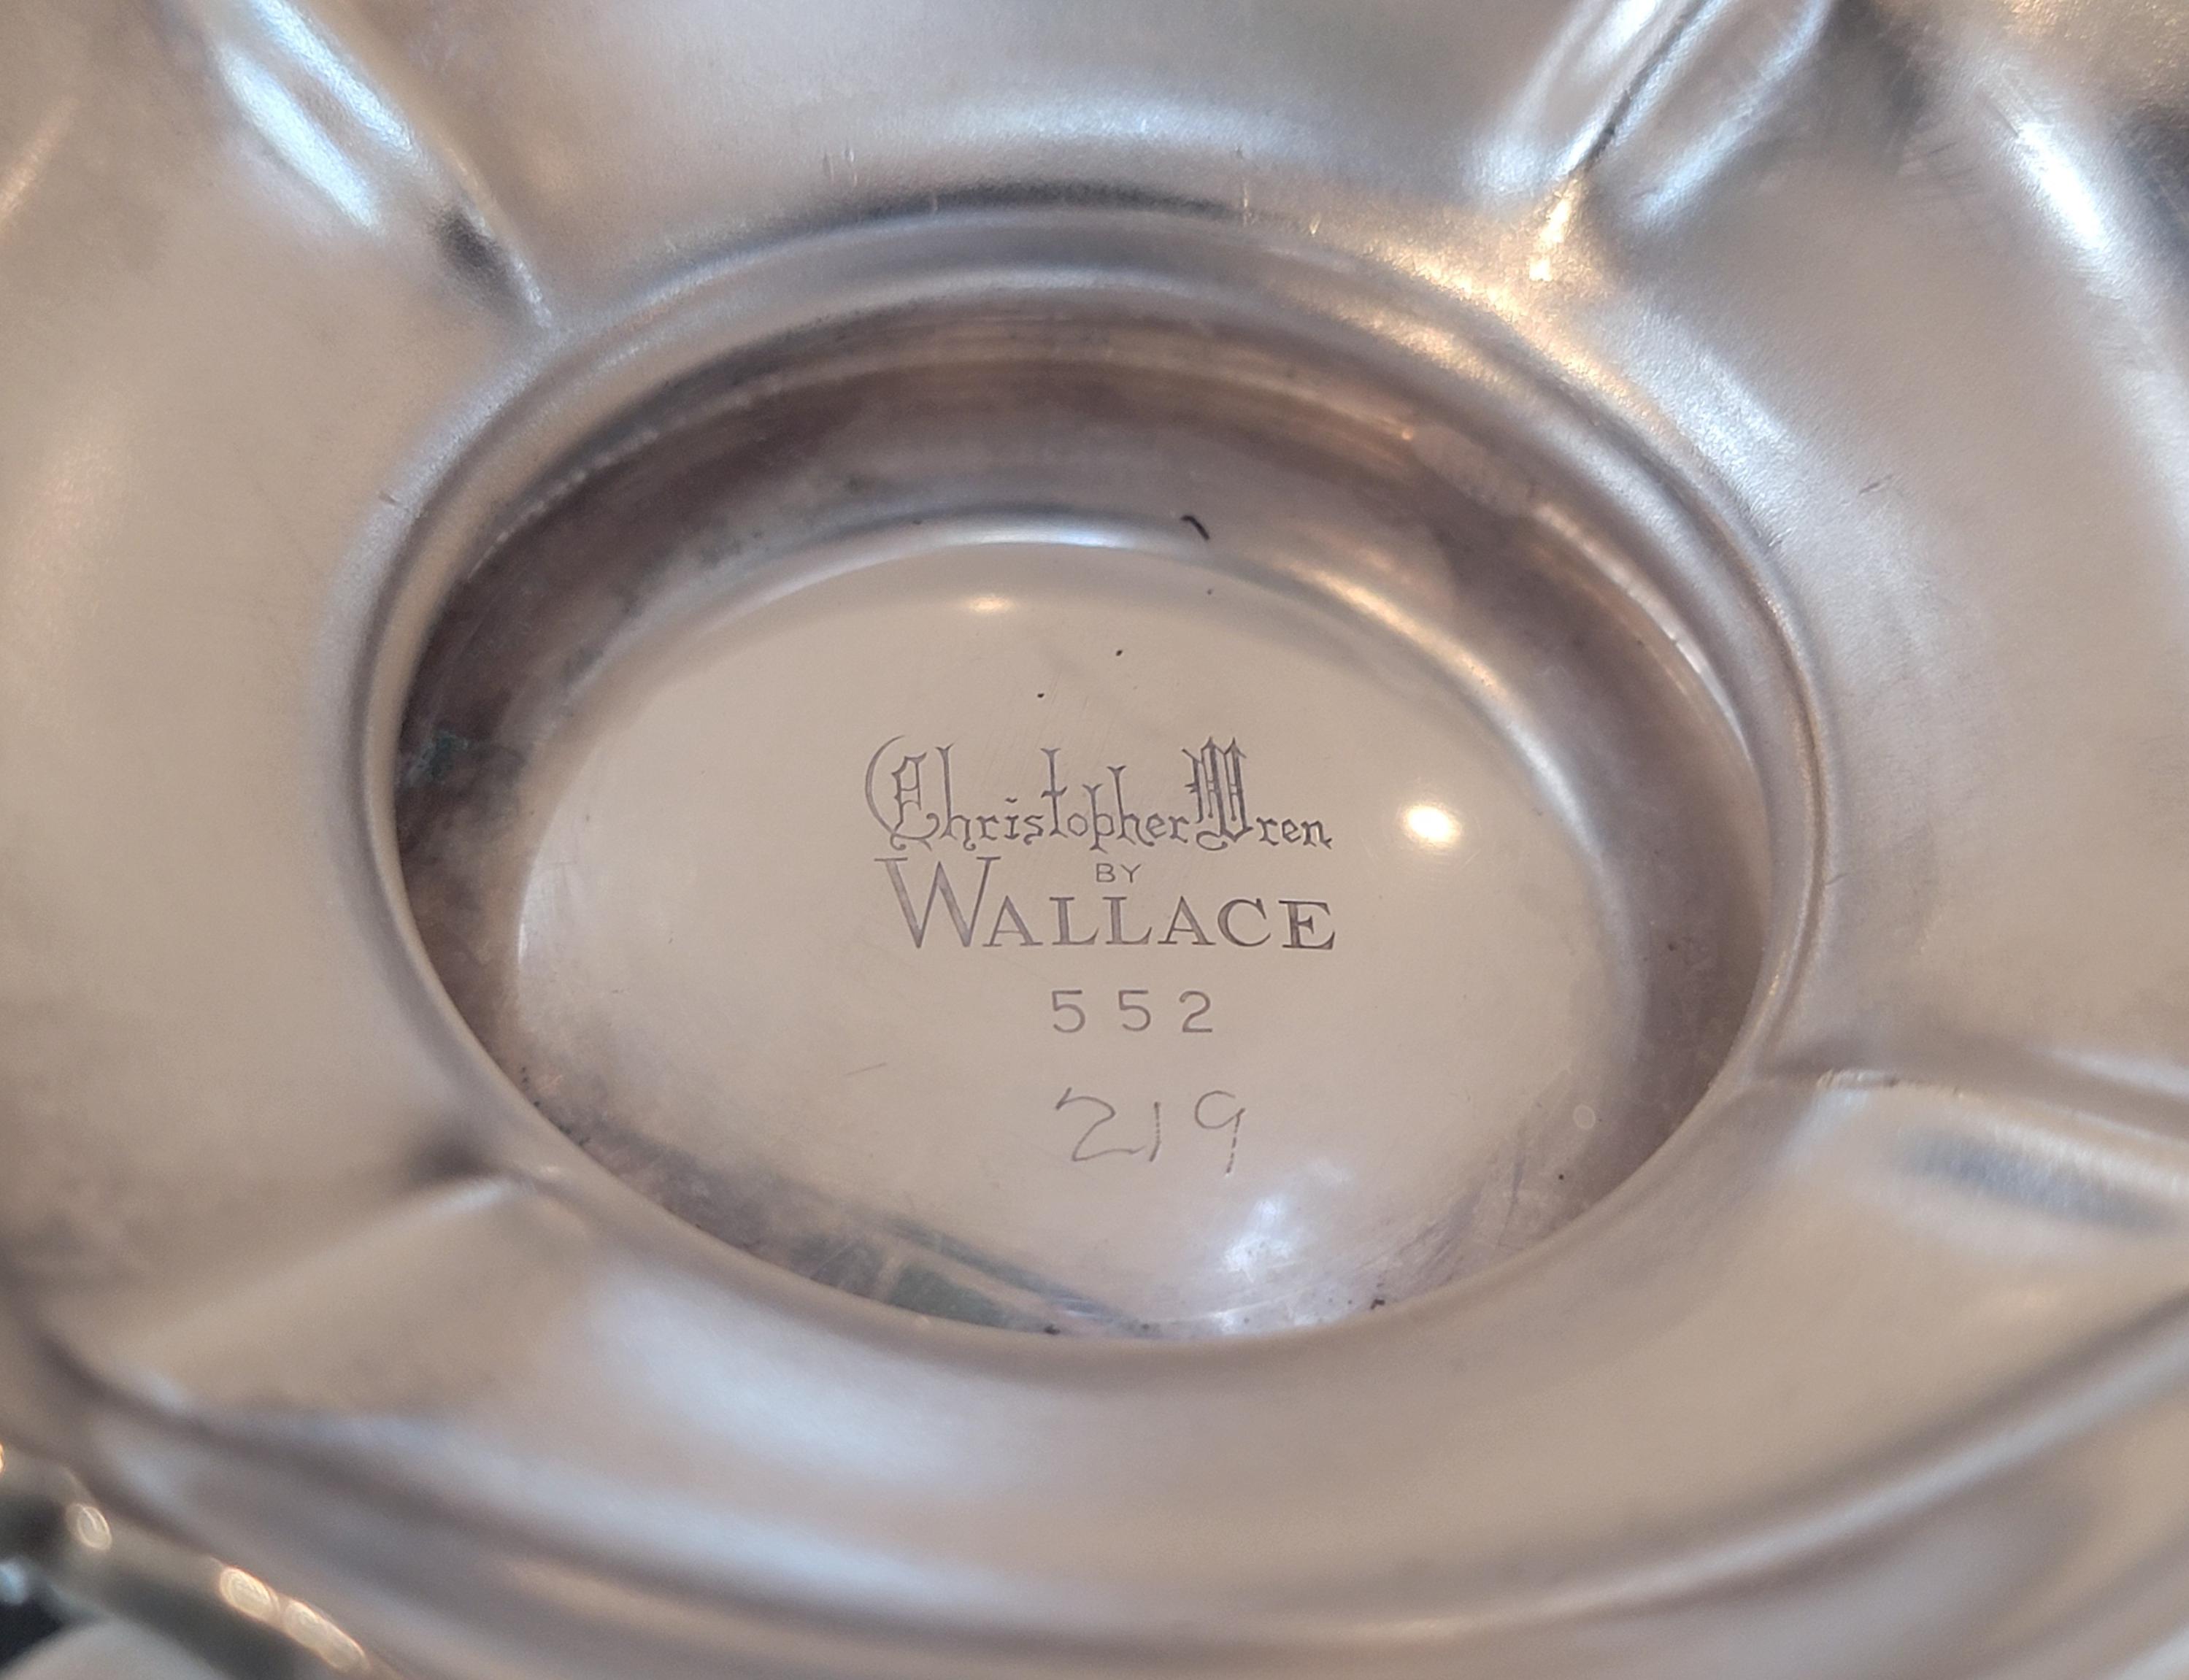 Christopher Wren
BY
WALLACE
552
219